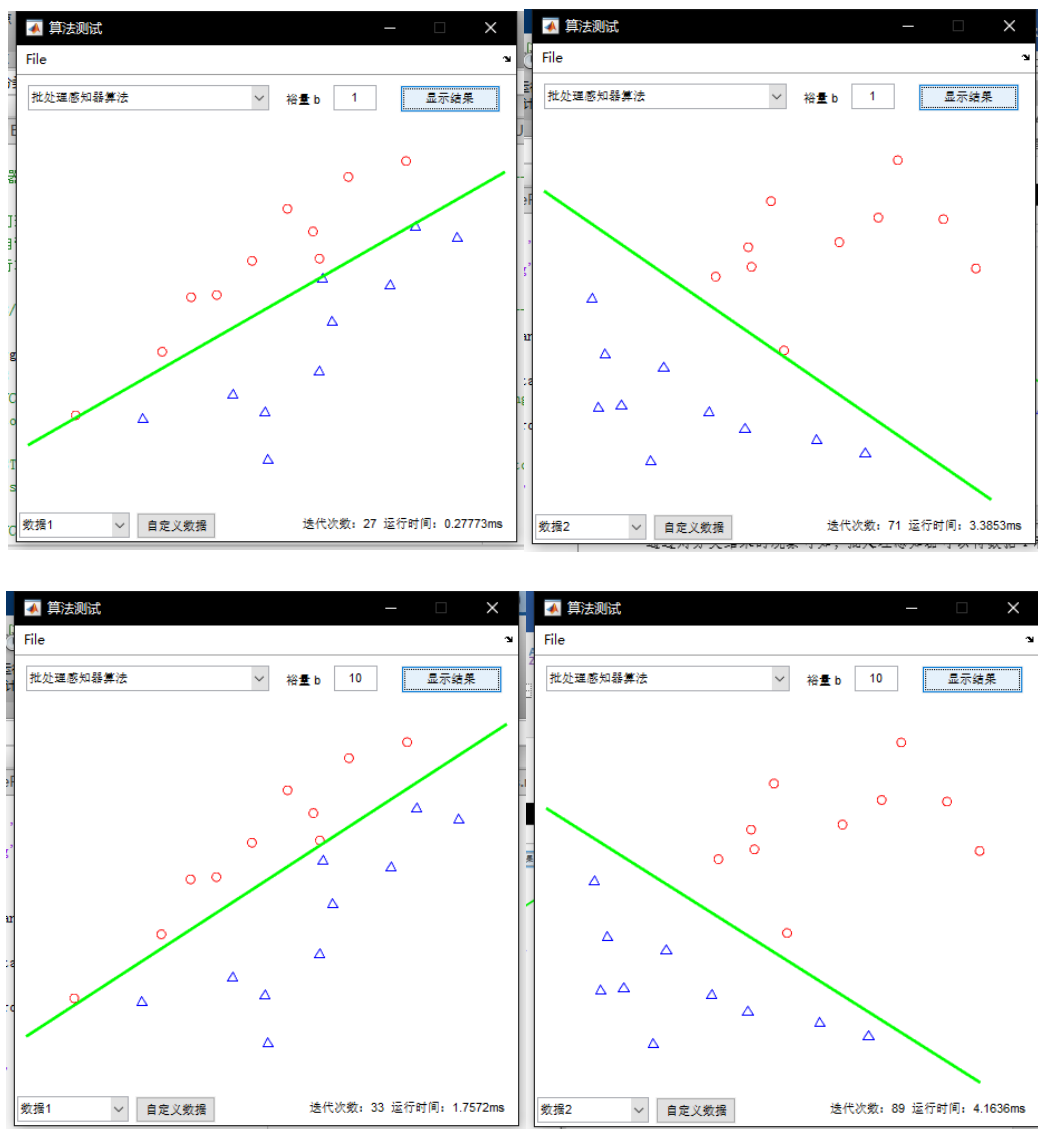 算法测试
File
批处理感知器算法 裕量 b 1 显示结果
数据1 自定义数据 迭代次数: 27 运行时间: 0.27773ms
算法测试
File
批处理感知器算法 裕量 b 1 显示结果
数据2 自定义数据 迭代次数: 71 运行时间: 3.3853ms
算法测试
File
批处理感知器算法 裕量 b 10 显示结果
数据1 自定义数据 迭代次数: 33 运行时间: 1.7572ms
算法测试
File
批处理感知器算法 裕量 b 10 显示结果
数据2 自定义数据 迭代次数: 89 运行时间: 4.1636ms